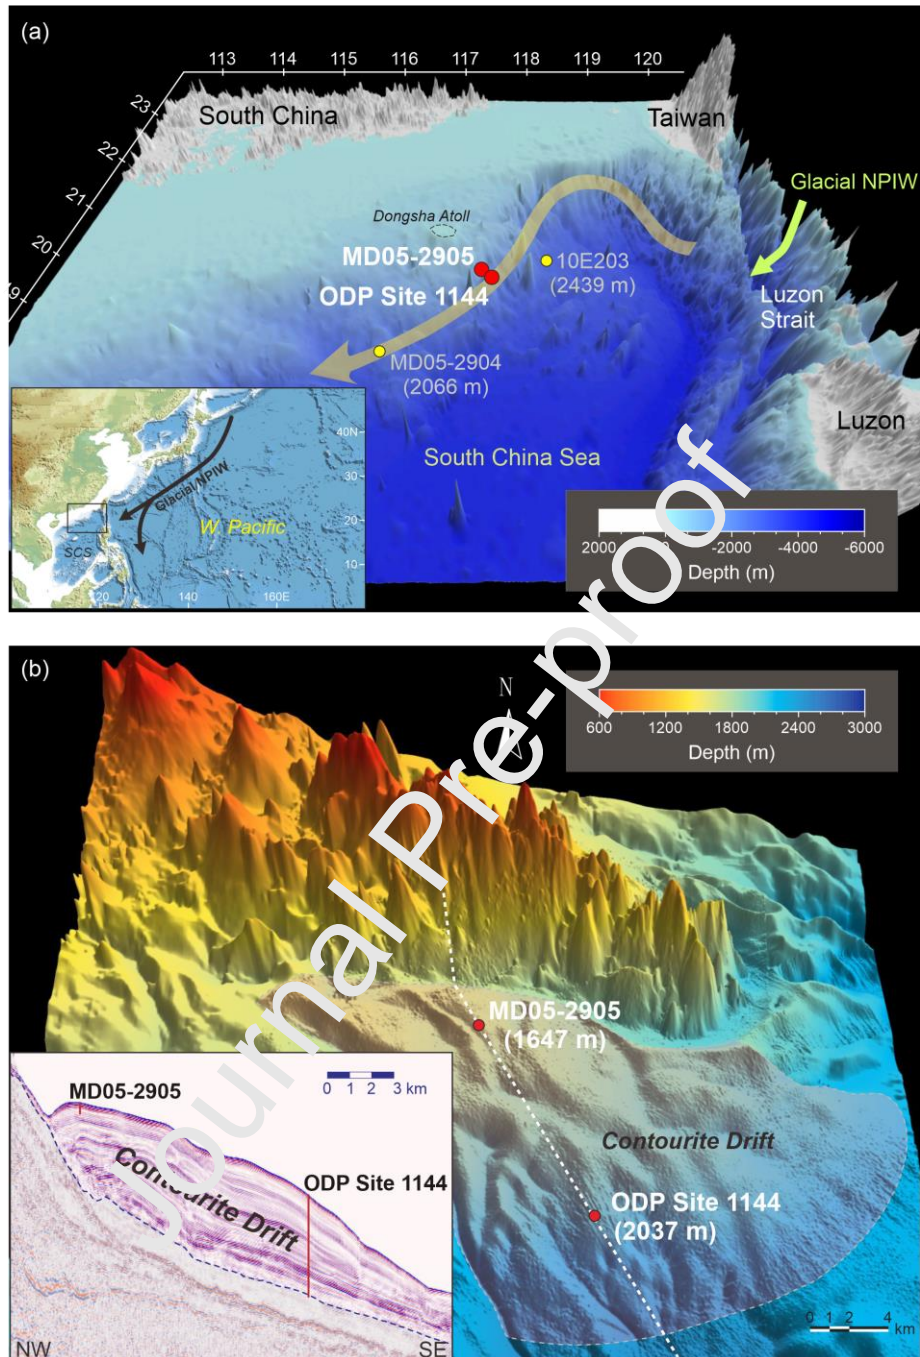 (a)
113 114 115 116 117 118 119 120
23
22
21
20
South China
Taiwan
Glacial NPIW
Dongsha Atoll
MD05-2905
ODP Site 1144
10E203
(2439 m)
Luzon
Strait
MD05-2904
(2066 m)
Luzon
South China Sea
40N
30
20
10
Glacial NPIW
W. Pacific
SCS
140 160E
2000 -2000 -4000 -6000
Depth (m)
Journal Pre-proof
(b)
N
600 1200 1800 2400 3000
Depth (m)
MD05-2905
(1647 m)
Contourite Drift
ODP Site 1144
(2037 m)
0 1 2 4
km
MD05-2905
0 1 2 3 km
ODP Site 1144
Contourite Drift
NW SE